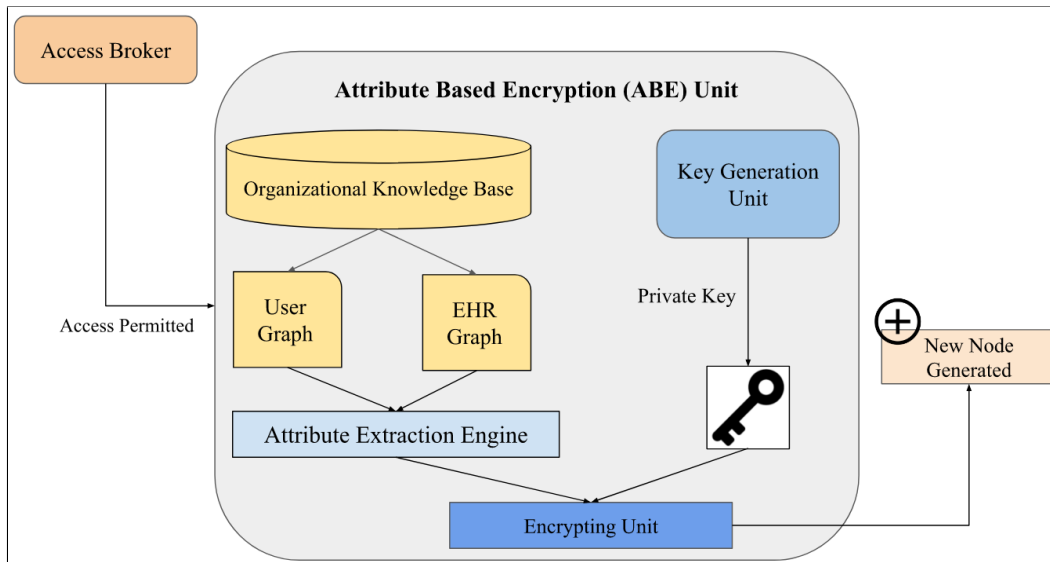 Access Broker
Attribute Based Encryption (ABE) Unit
Organizational Knowledge Base
Key Generation
Unit
User
Graph
EHR
Graph
Private Key
Access Permitted
New Node
Generated
Attribute Extraction Engine
Encrypting Unit